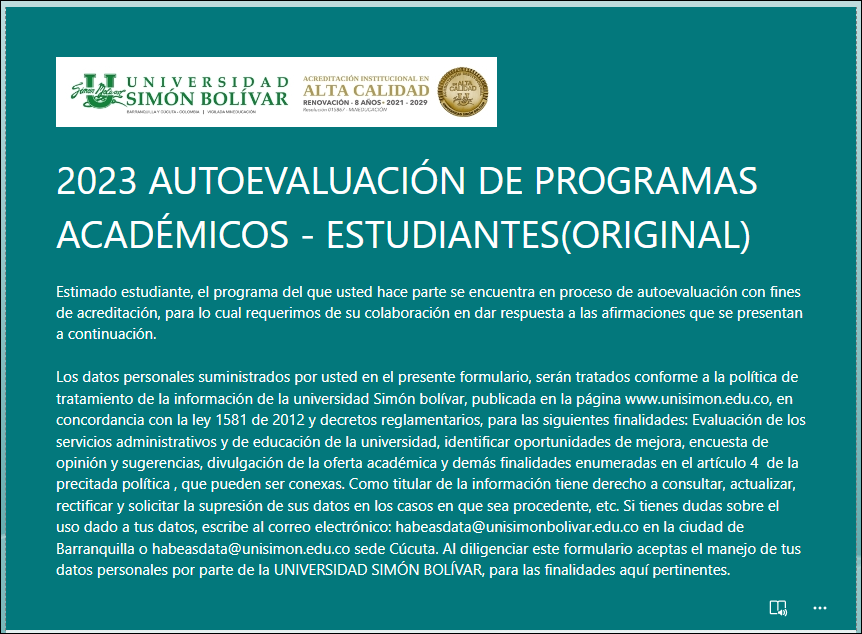 UNIVERSIDAD
SIMÓN BOLÍVAR
BARRANQUILLA Y CÚCUTA - COLOMBIA | VIGILADA MINEDUCACIÓN
ACREDITACIÓN INSTITUCIONAL EN
ALTA CALIDAD
RENOVACIÓN - 8 AÑOS- 2021 - 2029
ALTA
CALIDAD
2023 AUTOEVALUACIÓN DE PROGRAMAS
ACADÉMICOS - ESTUDIANTES(ORIGINAL)
Estimado estudiante, el programa del que usted hace parte se encuentra en proceso de autoevaluación con fines
de acreditación, para lo cual requerimos de su colaboración en dar respuesta a las afirmaciones que se presentan
a continuación.
Los datos personales suministrados por usted en el presente formulario, serán tratados conforme a la política de
tratamiento de la información de la universidad Simón bolívar, publicada en la página www.unisimon.edu.co, en
concordancia con la ley 1581 de 2012 y decretos reglamentarios, para las siguientes finalidades: Evaluación de los
servicios administrativos y de educación de la universidad, identificar oportunidades de mejora, encuesta de
opinión y sugerencias, divulgación de la oferta académica y demás finalidades enumeradas en el artículo 4  de la
precitada política , que pueden ser conexas. Como titular de la información tiene derecho a consultar, actualizar,
rectificar y solicitar la supresión de sus datos en los casos en que sea procedente, etc. Si tienes dudas sobre el
uso dado a tus datos, escribe al correo electrónico: habeasdata@unisimonbolivar.edu.co en la ciudad de
Barranquilla o habeasdata@unisimon.edu.co sede Cúcuta. Al diligenciar este formulario aceptas el manejo de tus
datos personales por parte de la UNIVERSIDAD SIMÓN BOLÍVAR, para las finalidades aquí pertinentes.